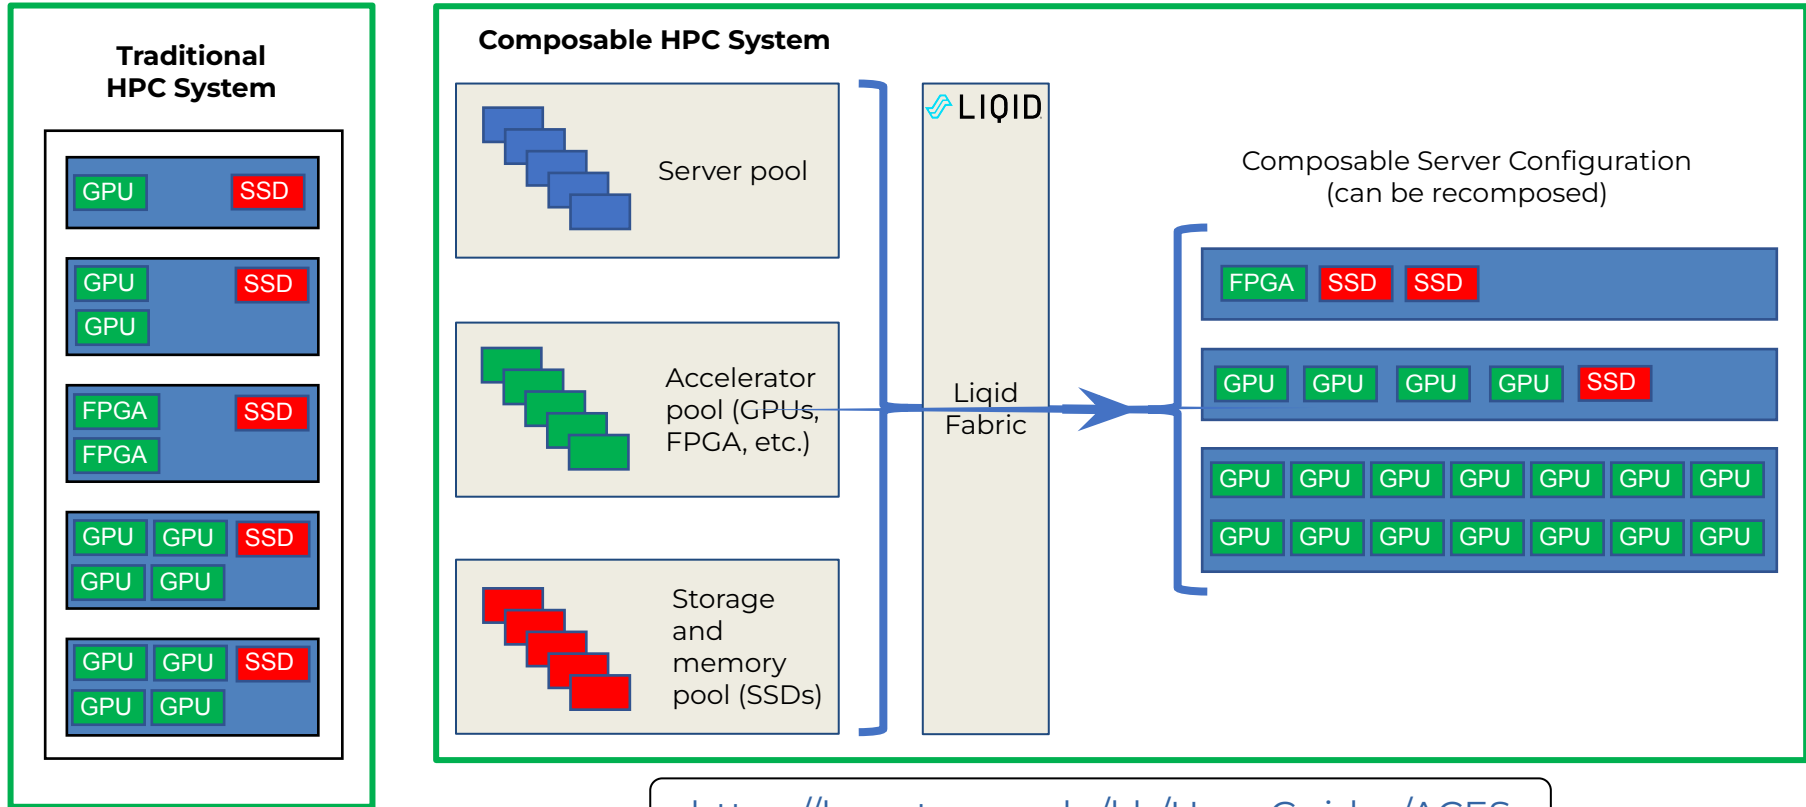 Traditional
HPC System
GPU SSD
GPU SSD
GPU
FPGA SSD
FPGA
GPU GPU SSD
GPU GPU
GPU GPU SSD
GPU GPU
Composable HPC System
Server pool
Accelerator
pool (GPUs,
FPGA, etc.)
Storage
and
memory
pool (SSDs)
LIQID
Liqid
Fabric
Composable Server Configuration
(can be recomposed)
FPGA SSD SSD
GPU GPU GPU GPU SSD
GPU GPU GPU GPU GPU GPU GPU
GPU GPU GPU GPU GPU GPU GPU